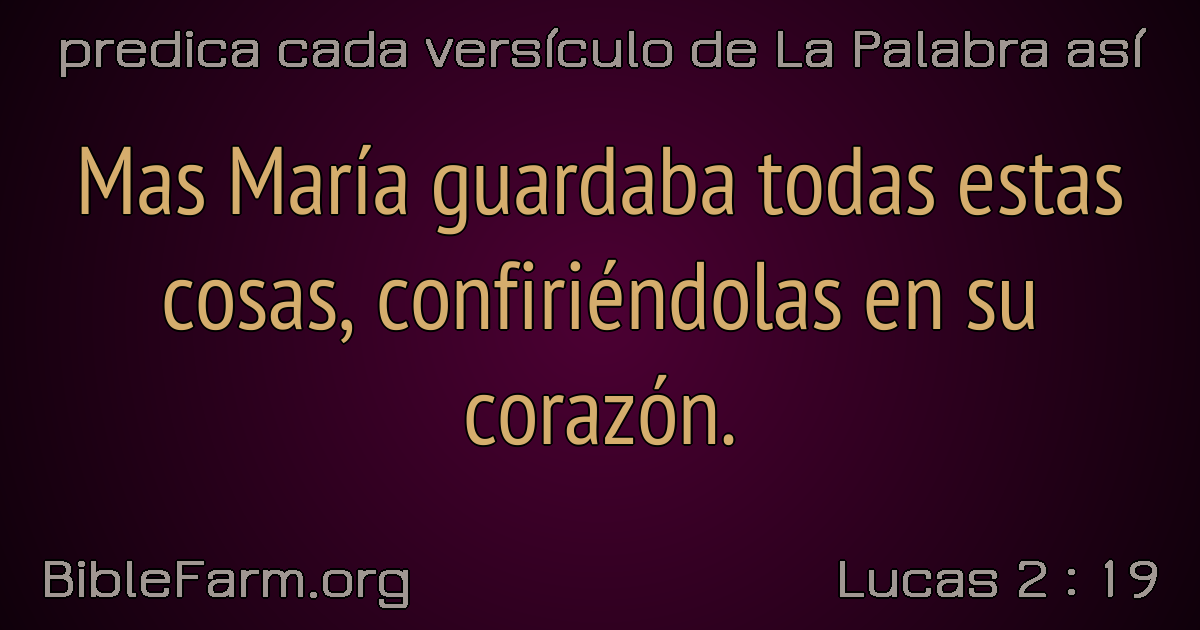 predica cada versículo de La Palabra así
Mas María guardaba todas estas
cosas, confiriéndolas en su
corazón.
BibleFarm.org
Lucas 2 : 19